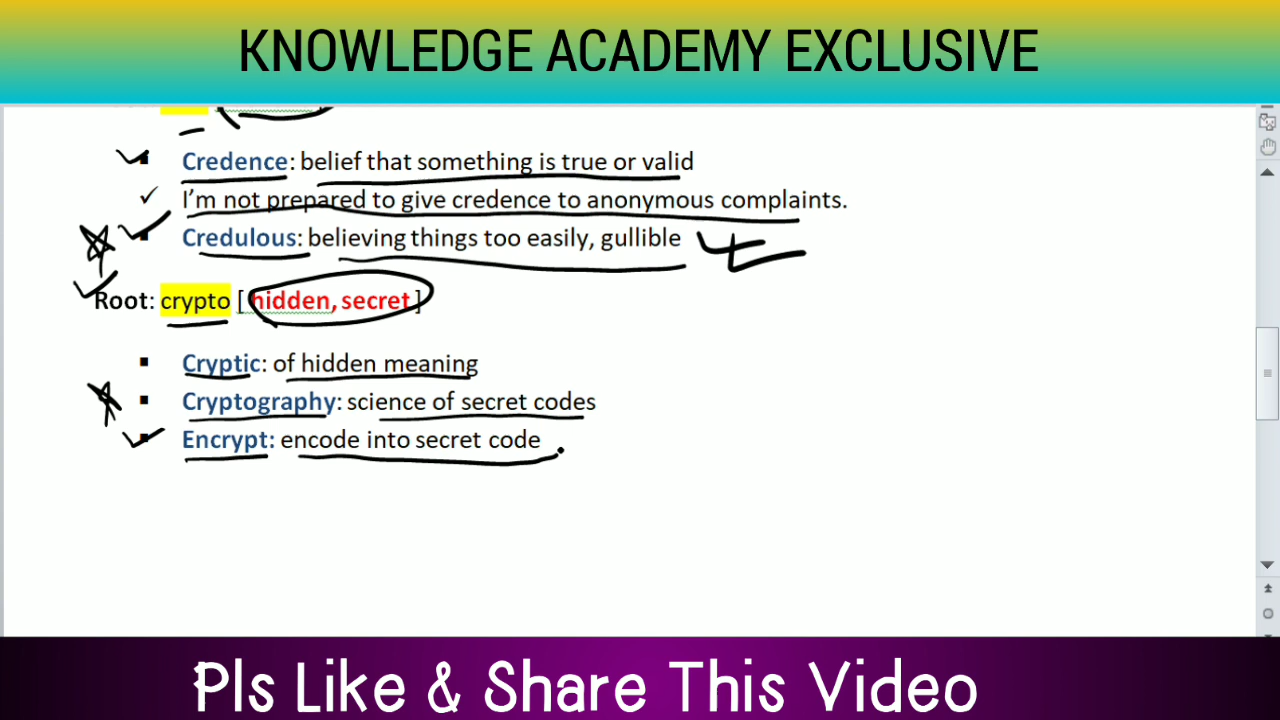 KNOWLEDGE ACADEMY EXCLUSIVE
Credence: belief that something is true or valid
I’m not prepared to give credence to anonymous complaints.
Credulous: believing things too easily, gullible
Root: crypto [ hidden, secret ]
Cryptic: of hidden meaning
Cryptography: science of secret codes
Encrypt: encode into secret code
Pls Like & Share This Video